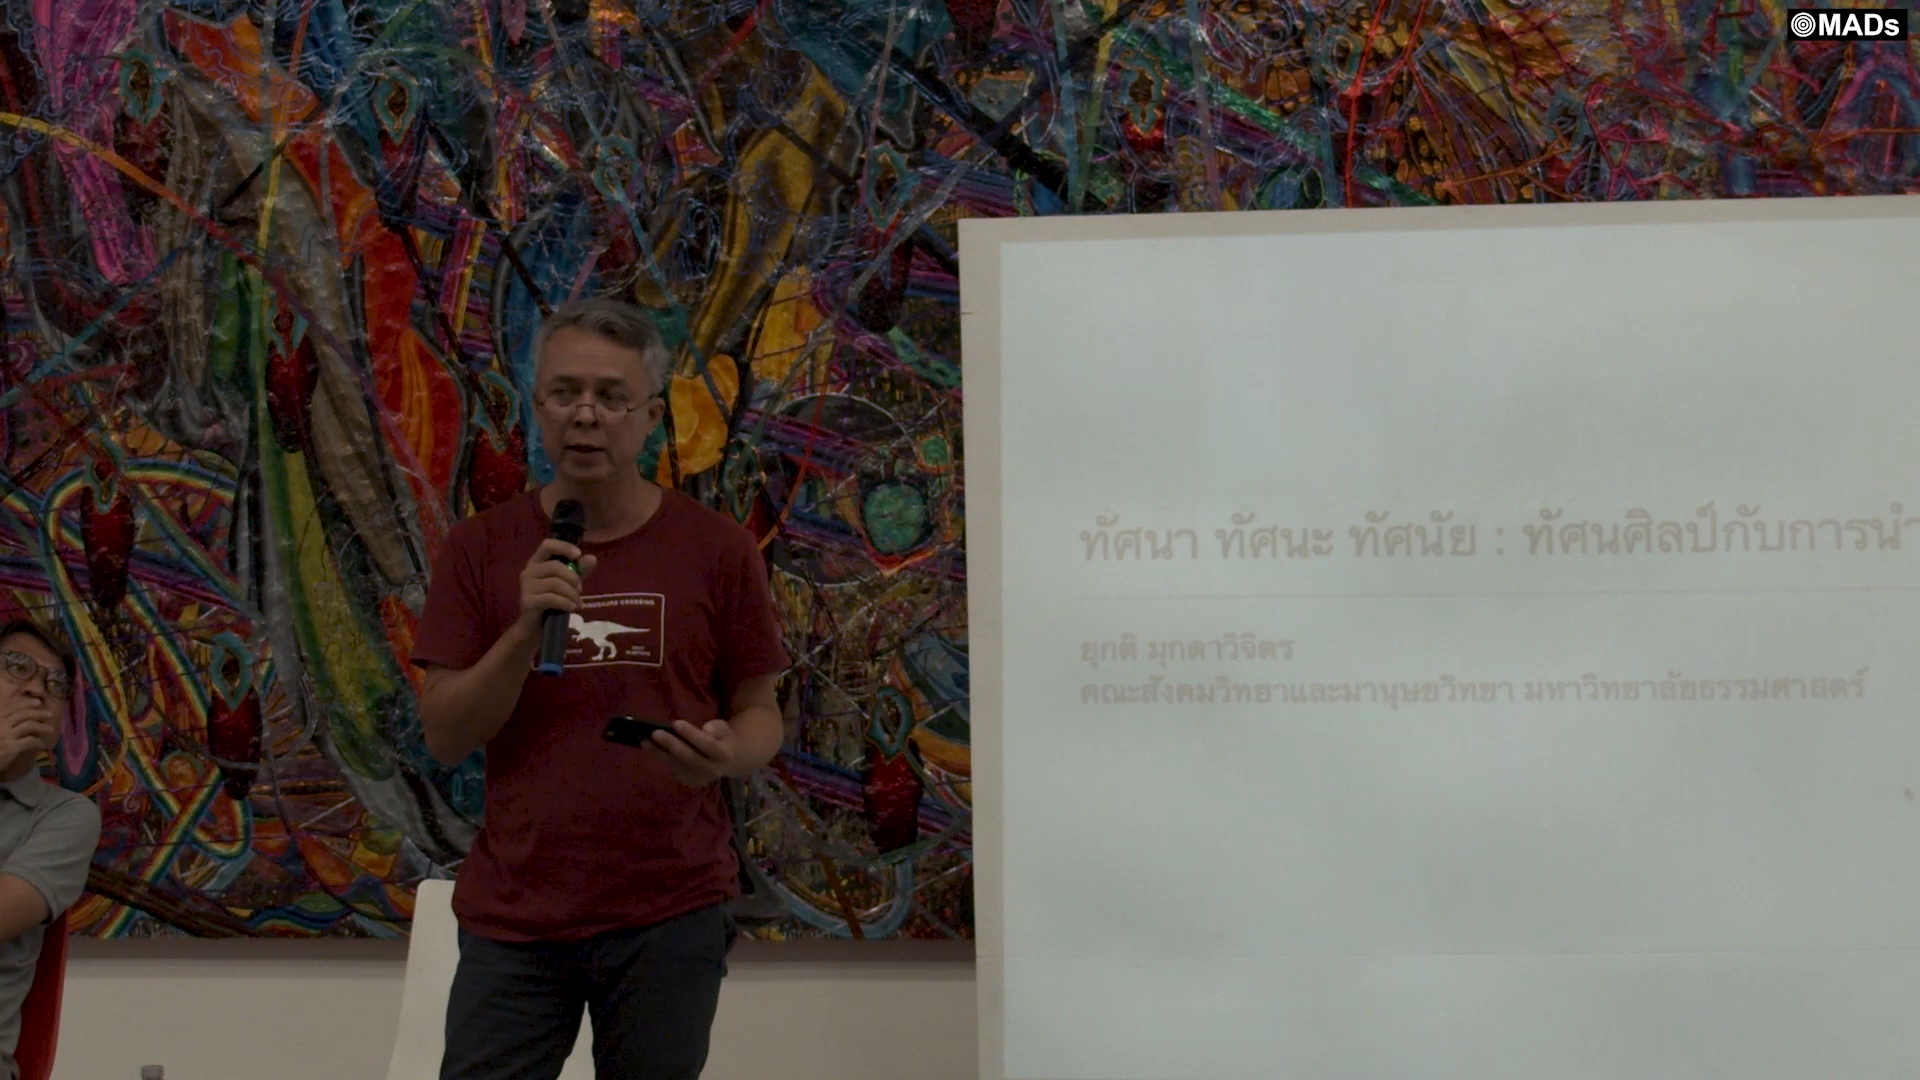 MADs
ทัศนา ทัศนะ ทัศนัย : ทัศนศิลป์กับการนำ
ยุกติ มุกดาวิจิตร
คณะสังคมวิทยาและมานุษยวิทยา มหาวิทยาลัยธรรมศาสตร์
DINOSAURS CROSSING
NEXT